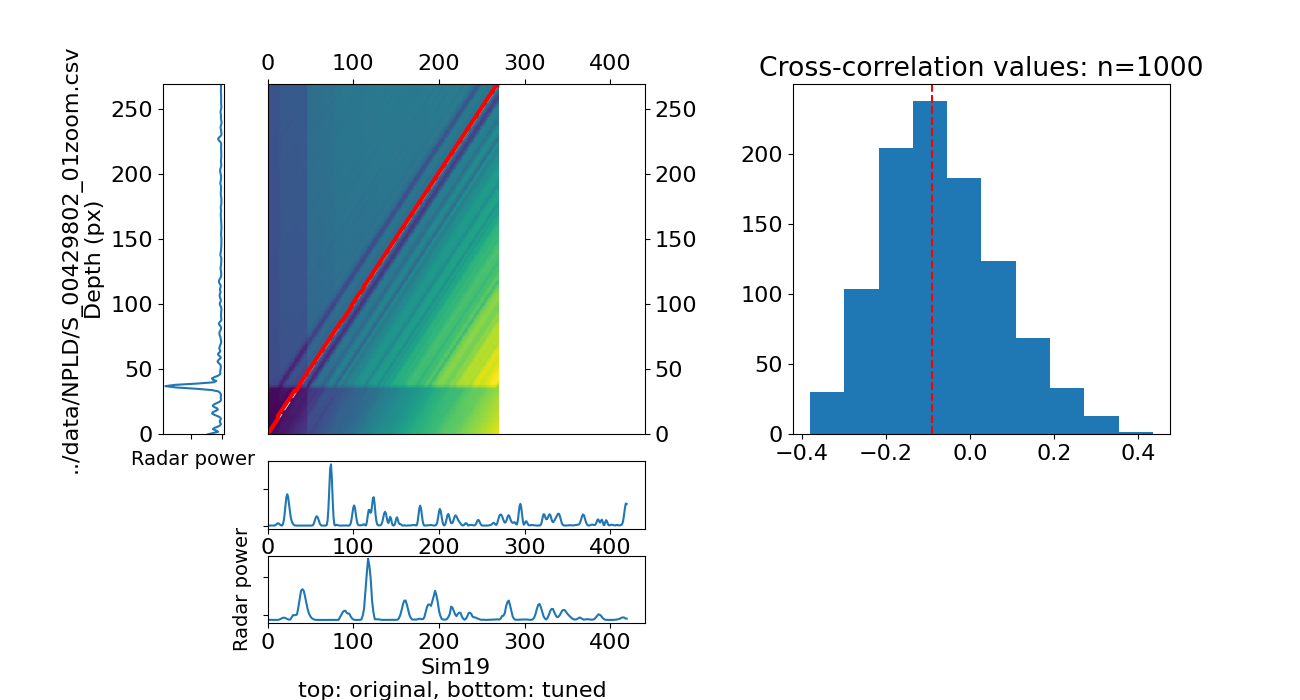 0 100 200 300 400
Cross-correlation values: n=1000
../data/NPLD/S_00429802_01zoom.csv
Depth (px)
250
200
150
100
50
0
250
200
150
100
50
0
Radar power
200
150
100
50
0
−0.4 −0.2 0.0 0.2 0.4
0 100 200 300 400
Radar power
0 100 200 300 400
Sim19
top: original, bottom: tuned